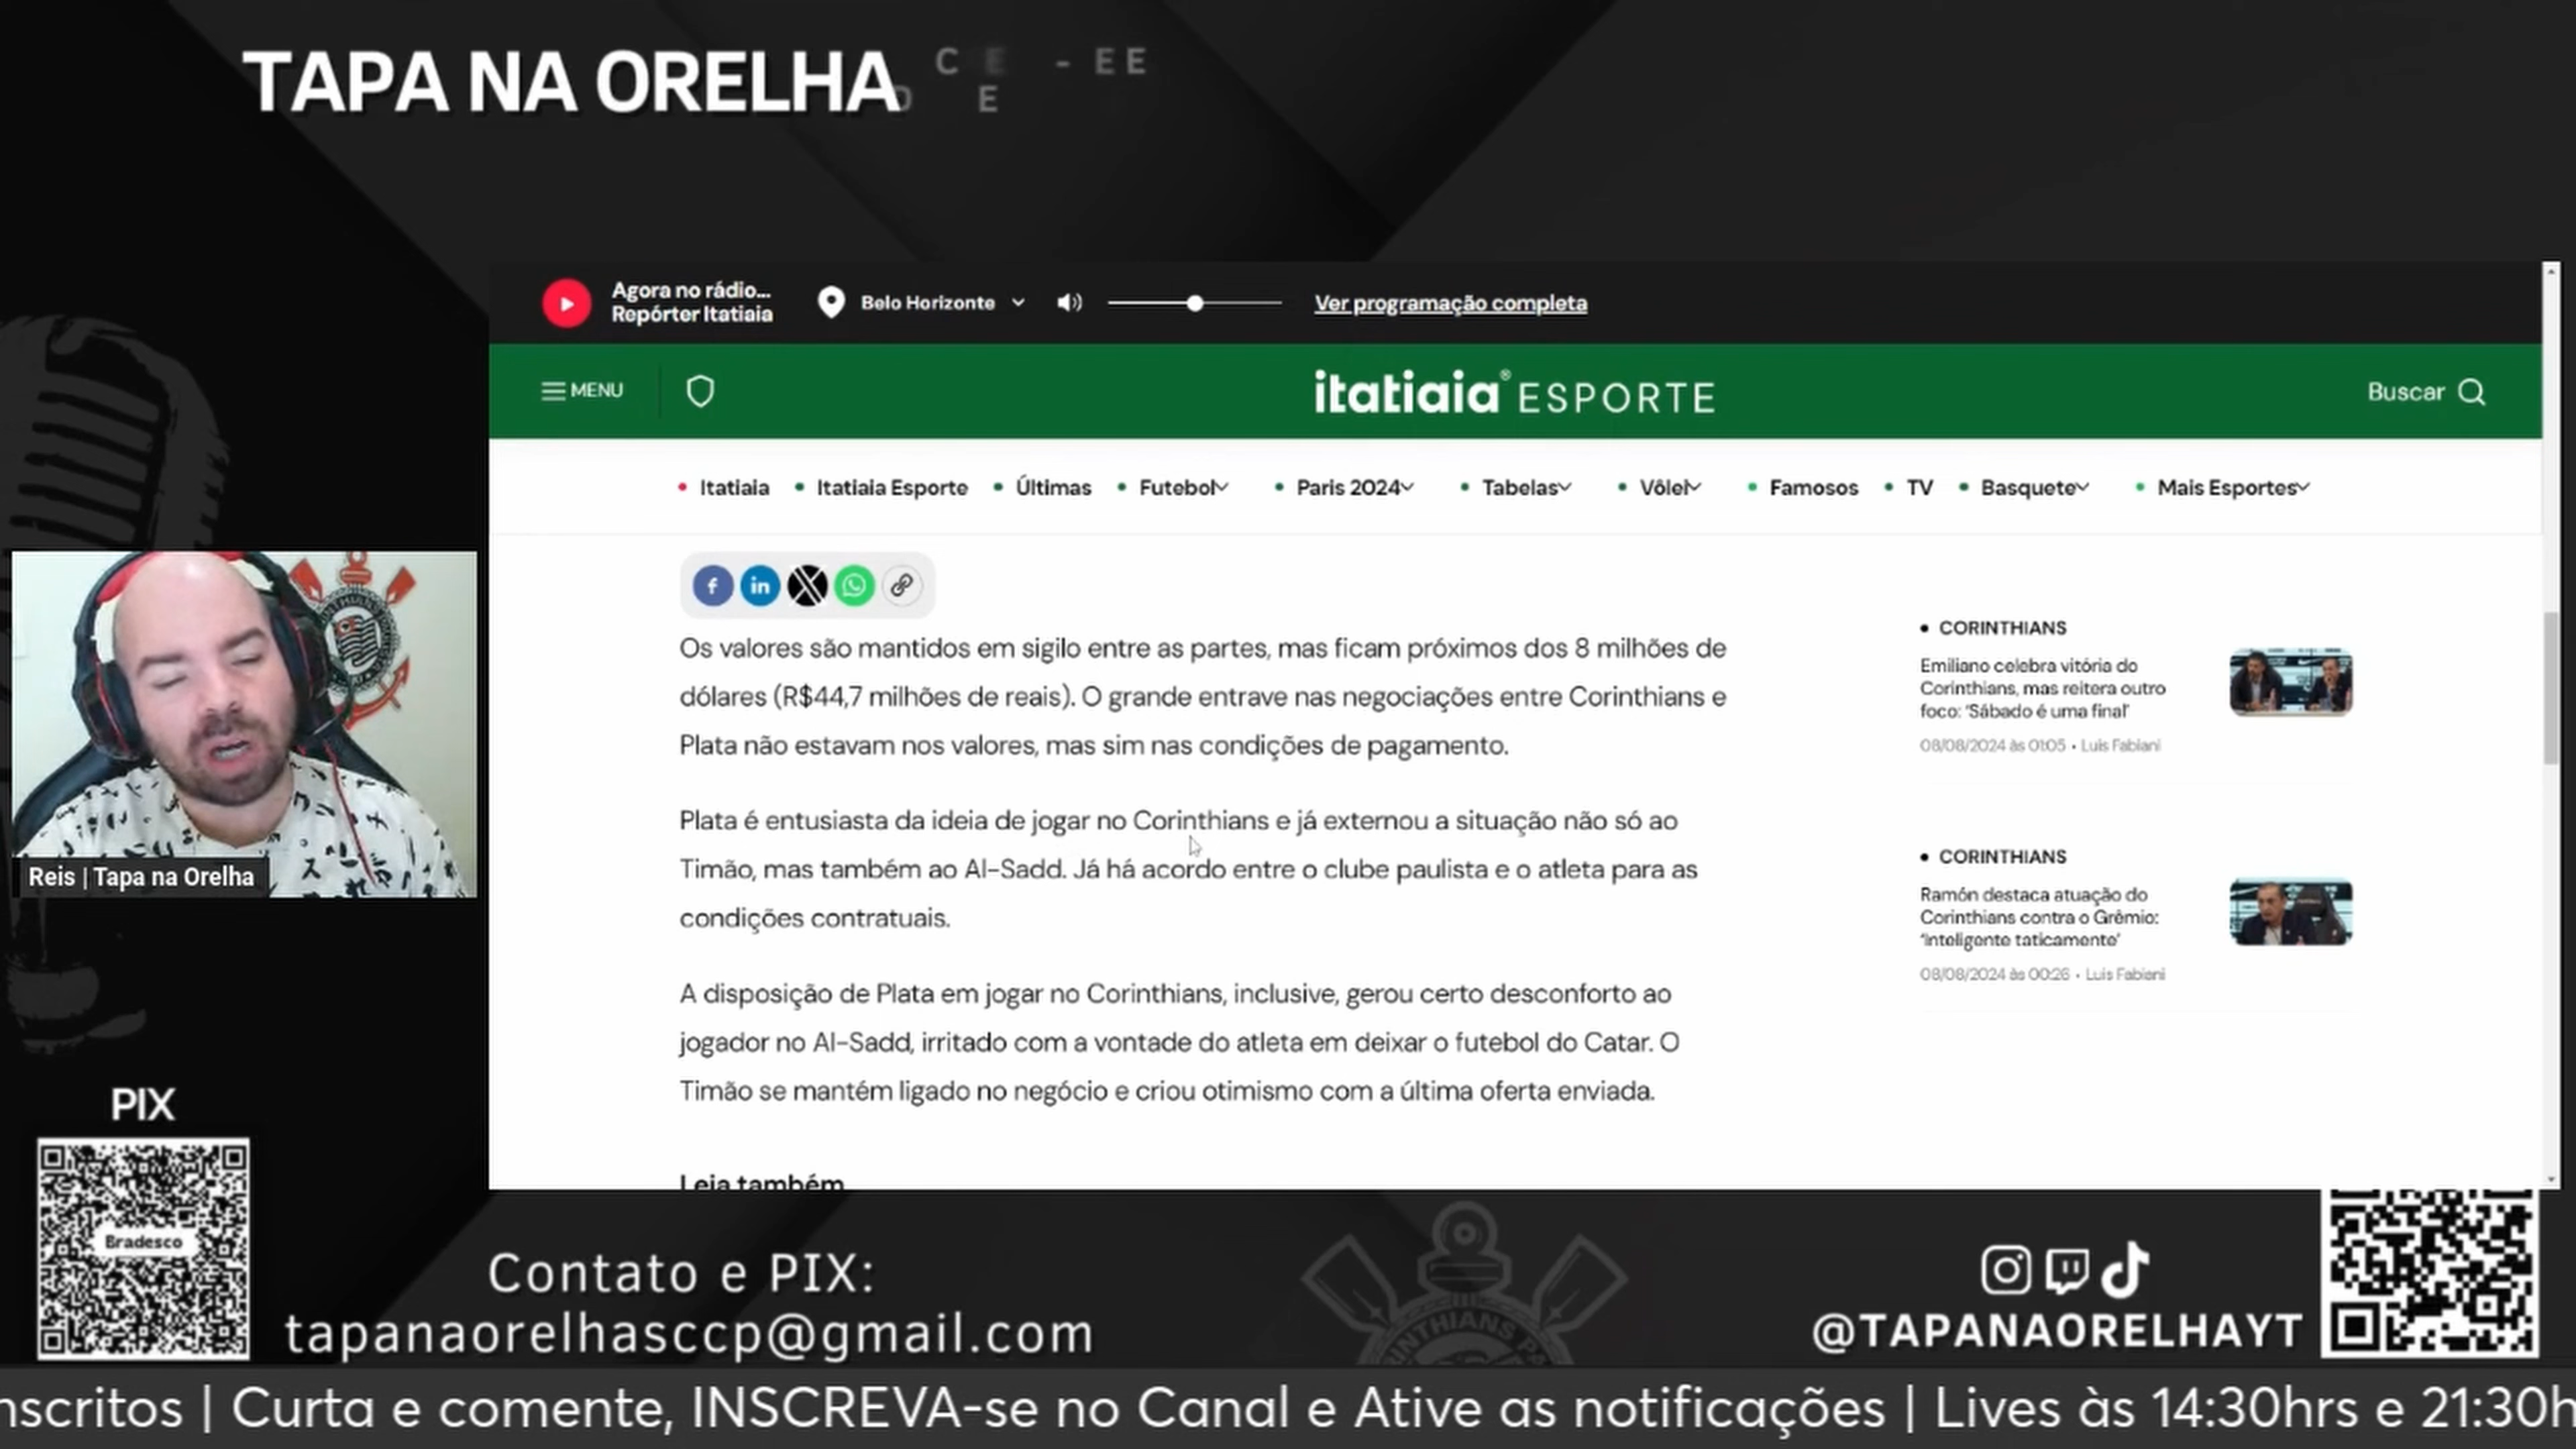 TAPA NA ORELHA
Agora no rádio...
Repórter Itatiaia
Belo Horizonte
Ver programação completa
MENU
itatiaia® ESPORTE
Buscar
Itatiaia
Itatiaia Esporte
Últimas
Futebol
Paris 2024
Tabelas
Vôlei
Famosos
TV
Basquete
Mais Esportes
Os valores são mantidos em sigilo entre as partes, mas ficam próximos dos 8 milhões de
dólares (R$44,7 milhões de reais). O grande entrave nas negociações entre Corinthians e
Plata não estavam nos valores, mas sim nas condições de pagamento.
Plata é entusiasta da ideia de jogar no Corinthians e já externou a situação não só ao
Timão, mas também ao Al-Sadd. Já há acordo entre o clube paulista e o atleta para as
condições contratuais.
A disposição de Plata em jogar no Corinthians, inclusive, gerou certo desconforto ao
jogador no Al-Sadd, irritado com a vontade do atleta em deixar o futebol do Catar. O
Timão se mantém ligado no negócio e criou otimismo com a última oferta enviada.
Leia também
CORINTHIANS
Emiliano celebra vitória do
Corinthians, mas reitera outro
foco: 'Sábado é uma final'
08/08/2024 às 01:05 • Luis Fabiani
CORINTHIANS
Ramón destaca atuação do
Corinthians contra o Grêmio:
'Inteligente taticamente'
08/08/2024 às 00:26 • Luis Fabiani
Reis | Tapa na Orelha
PIX
Bradesco
Contato e PIX:
tapanaorelhasccp@gmail.com
@TAPANAORELHAYT
nscritos | Curta e comente, INSCREVA-se no Canal e Ative as notificações | Lives às 14:30hrs e 21:30h